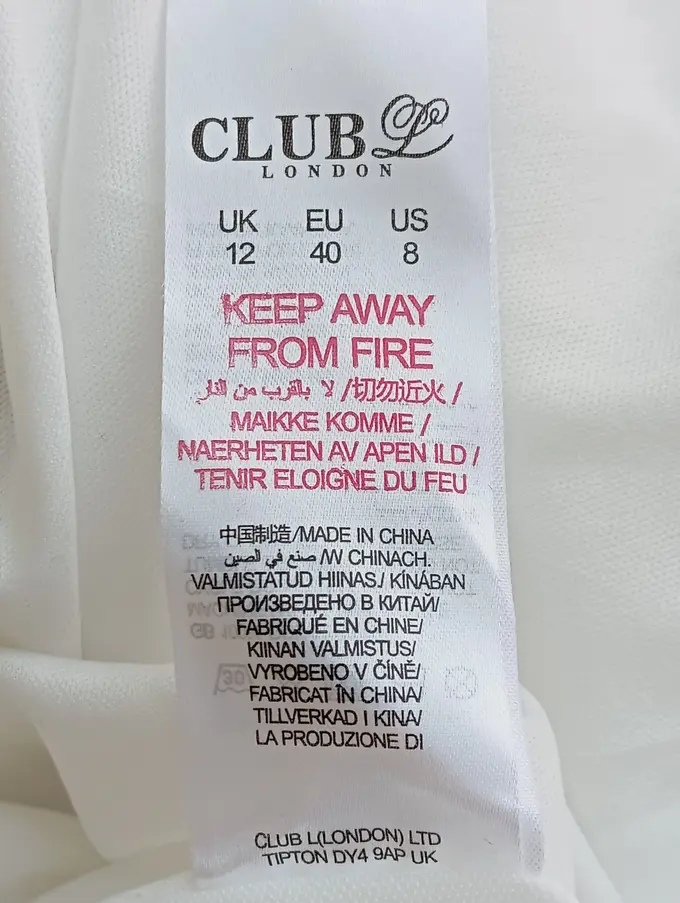 CLUB L
LONDON
UK EU US
12 40 8
KEEP AWAY
FROM FIRE
لا بالقرب من النار /切勿近火 /
MAIKKE KOMME /
NAERHETEN AV APEN ILD /
TENIR ELOIGNE DU FEU
中国制造/MADE IN CHINA
صنع في الصين /W CHINACH.
VALMISTATUD HIINAS./ KÍNÁBAN
ПРОИЗВЕДЕНО В КИТАЙ/
FABRIQUÉ EN CHINE/
KIINAN VALMISTUS/
VYROBENO V ČÍNĚ/
FABRICAT ÎN CHINA/
TILLVERKAD I KINA/
LA PRODUZIONE DI
CLUB L(LONDON) LTD
TIPTON DY4 9AP UK